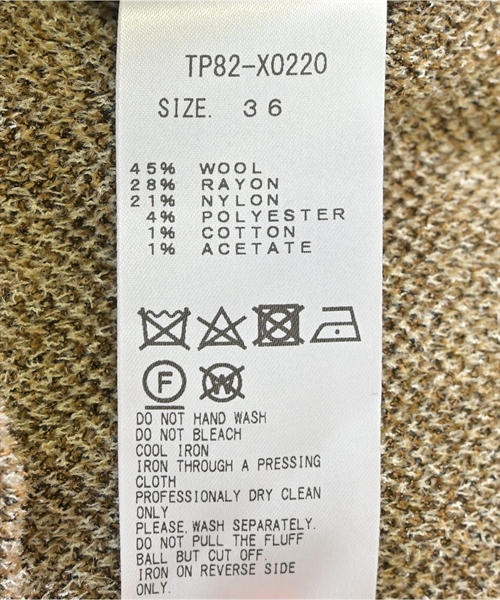 TP82-X0220
SIZE. 36
45% WOOL
28% RAYON
21% NYLON
4% POLYESTER
1% COTTON
1% ACETATE
F W
DO NOT HAND WASH
DO NOT BLEACH
COOL IRON
IRON THROUGH A PRESSING
CLOTH
PROFESSIONALY DRY CLEAN
ONLY
PLEASE.WASH SEPARATELY.
DO NOT PULL THE FLUFF
BALL BUT CUT OFF.
IRON ON REVERSE SIDE
ONLY.